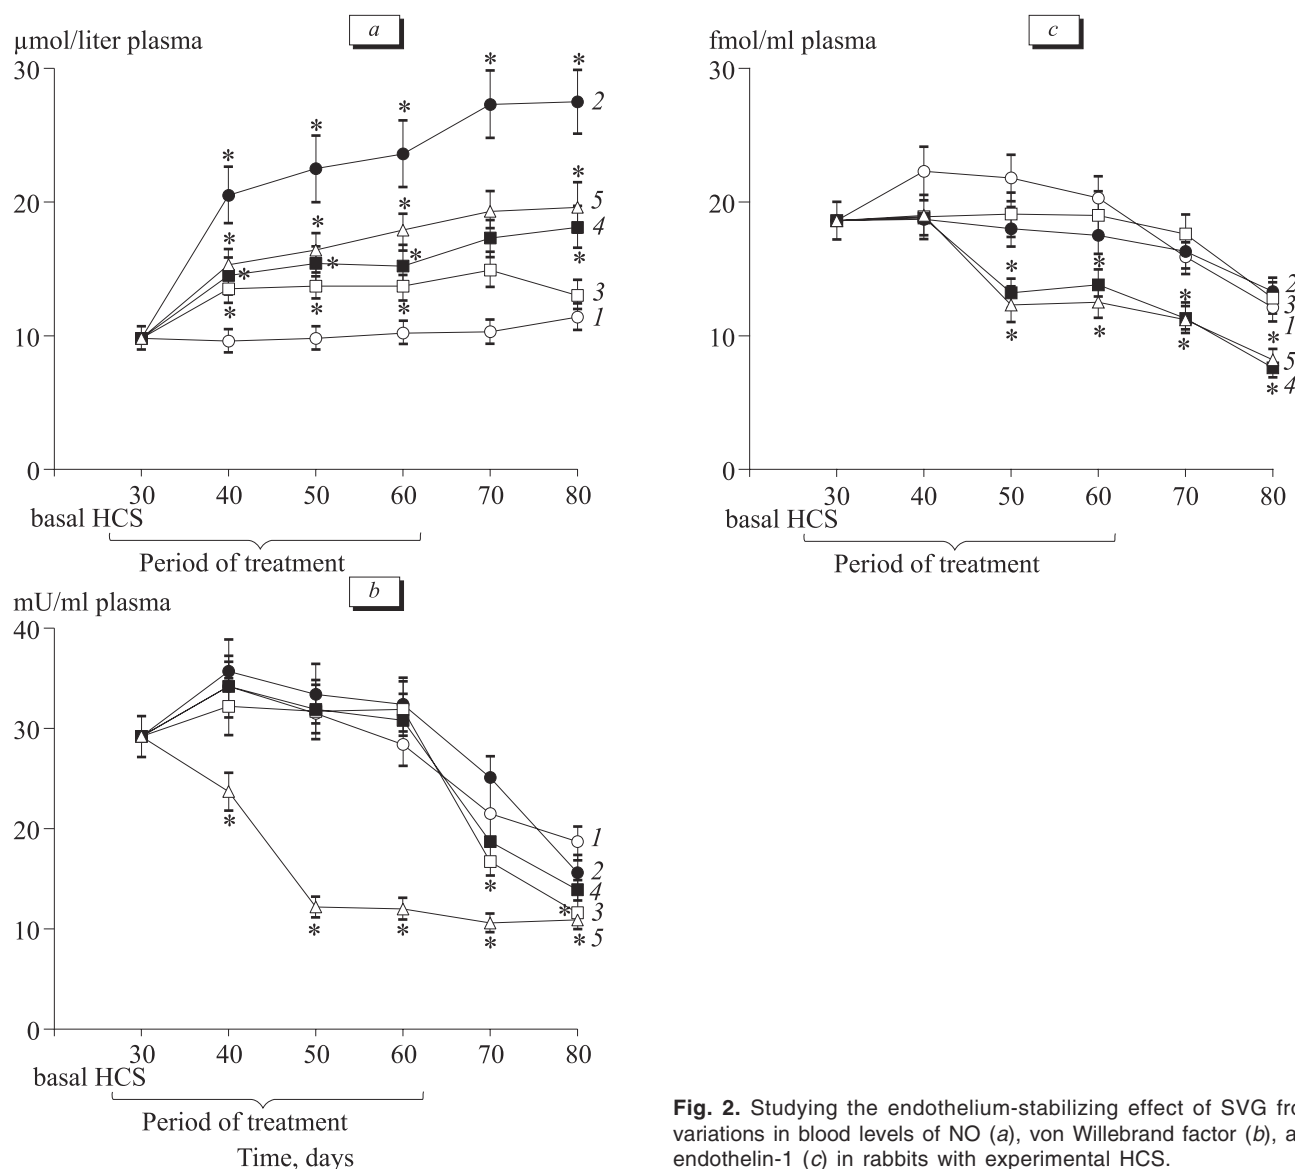 a
µmol/liter plasma
30
20
10
0
* * * * * *
* * * * * *
* * * * * *
2
5
4
3
1
30 40 50 60 70 80
basal HCS
Period of treatment
c
fmol/ml plasma
30
20
10
0
* * * *
* * * *
2
3
1
5
4
30 40 50 60 70 80
basal HCS
Period of treatment
b
mU/ml plasma
40
30
20
10
0
* * * * * * *
1
2
4
3
5
30 40 50 60 70 80
basal HCS
Period of treatment
Time, days
Fig. 2. Studying the endothelium-stabilizing effect of SVG fro
variations in blood levels of NO (a), von Willebrand factor (b), a
endothelin-1 (c) in rabbits with experimental HCS.